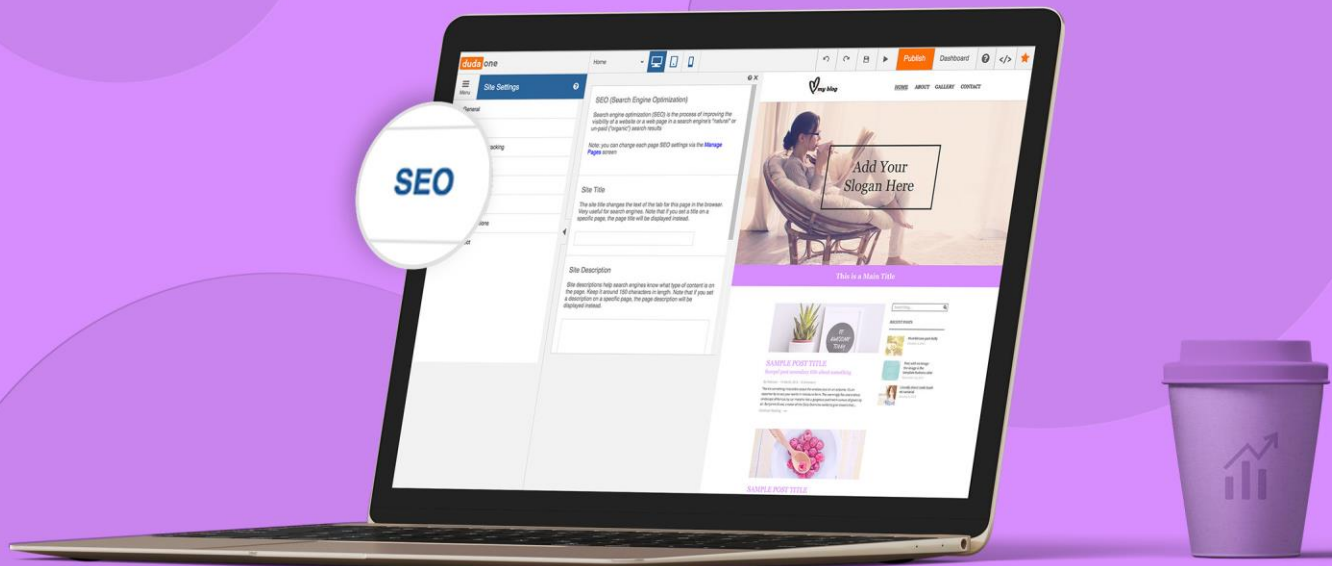 duda one
Home
Publish
Dashboard
?
</>
Menu
Site Settings
?
General
SEO
SEO (Search Engine Optimization)
Search engine optimization (SEO) is the process of improving the
visibility of a website or a web page in a search engine's "natural" or
un-paid ("organic") search results
Note: you can change each page SEO settings via the Manage
Pages screen
Site Title
The site title changes the text of the tab for this page in the browser.
Very useful for search engines. Note that if you set a title on a
specific page, the page title will be displayed instead.
Site Description
Site descriptions help search engines know what type of content is on
the page. Keep it around 150 characters in length. Note that if you set
a description on a specific page, the page description will be
displayed instead.
my blog
HOME ABOUT GALLERY CONTACT
Add Your
Slogan Here
This is a Main Title
BE
AWESOME
TODAY
SAMPLE POST TITLE
RECENT POSTS
SAMPLE POST TITLE